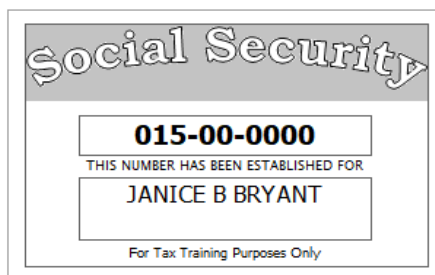 Social Security
015-00-0000
THIS NUMBER HAS BEEN ESTABLISHED FOR
JANICE B BRYANT
For Tax Training Purposes Only